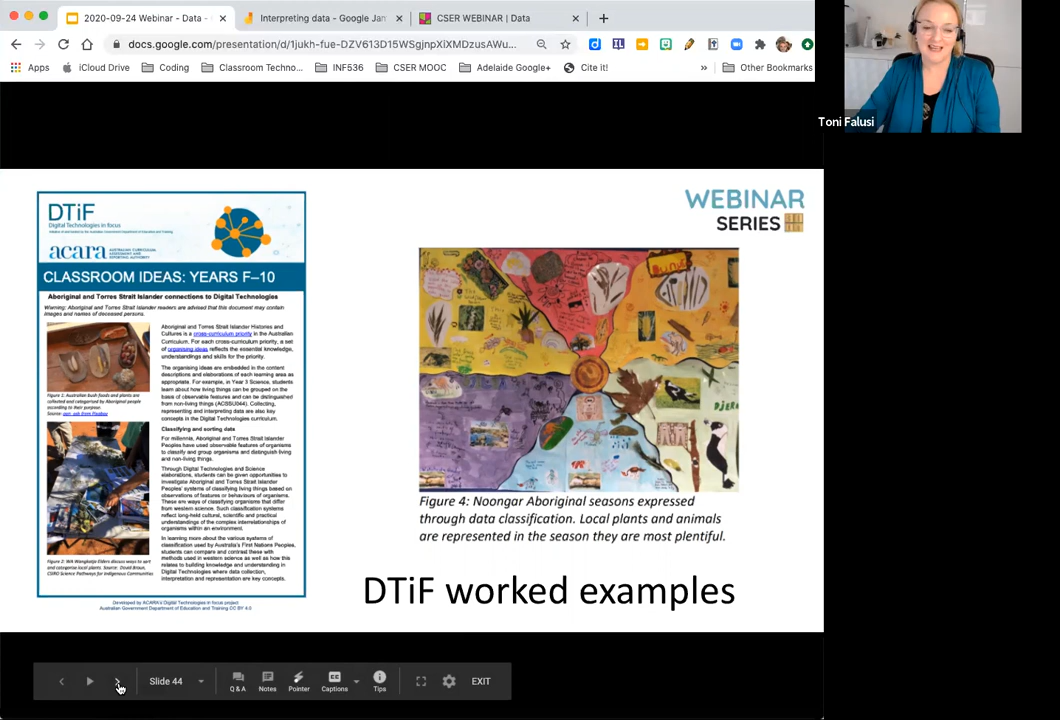 2020-09-24 Webinar - Data -
Interpreting data - Google Jam
CSER WEBINAR | Data
docs.google.com/presentation/d/1jukh-fue-DZV613D15WSgjnpXiXMDzusAWu...
Apps
iCloud Drive
Coding
Classroom Techno...
INF536
CSER MOOC
Adelaide Google+
Cite it!
»
Other Bookmarks
Toni Falusi
DTiF
Digital Technologies in focus
acara AUSTRALIAN CURRICULUM, ASSESSMENT AND REPORTING AUTHORITY
CLASSROOM IDEAS: YEARS F–10
Aboriginal and Torres Strait Islander connections to Digital Technologies
Warning: Aboriginal and Torres Strait Islander readers are advised that this document may contain
images and names of deceased persons.
Figure 1: Australian bush foods and plants are
collected and categorised by Aboriginal people
according to their purpose.
Figure 2: WA Wangkatja Elders discuss ways to sort
and categorise local plants. Source: David Broun,
CSIRO Science Pathways for Indigenous Communities
Aboriginal and Torres Strait Islander Histories and
Cultures is a cross-curriculum priority in the Australian
Curriculum. For each cross-curriculum priority, a set
of organising ideas reflects the essential knowledge,
understandings and skills for the priority.
The organising ideas are embedded in the content
descriptions and elaborations of each learning area as
appropriate. For example, in Year 3 Science, students
learn about how living things can be grouped on the
basis of observable features and can be distinguished
from non-living things (ACSSU044). Collecting,
representing and interpreting data are also key
concepts in the Digital Technologies curriculum.
Classifying and sorting data
For millennia, Aboriginal and Torres Strait Islander
Peoples have used observable features of organisms
to classify and group organisms and distinguish living
and non-living things.
Through Digital Technologies and Science
elaborations, students can be given opportunities to
investigate Aboriginal and Torres Strait Islander
Peoples' systems of classifying living things based on
observations of features or behaviours of organisms.
These are ways of classifying organisms that differ
from western science. Such classification systems
reflect long-held cultural, scientific and practical
understandings of the complex interrelationships of
organisms within an environment.
In learning more about the various systems of
classification used by Australia's First Nations Peoples,
students can compare and contrast these with
methods used in western science as well as how this
relates to building knowledge and understanding in
Digital Technologies where data collection,
interpretation and representation are key concepts.
Developed by ACARA's Digital Technologies in focus project
Australian Government Department of Education and Training CC BY 4.0
WEBINAR
SERIES
Figure 4: Noongar Aboriginal seasons expressed
through data classification. Local plants and animals
are represented in the season they are most plentiful.
DTiF worked examples
Slide 44
Q & A
Notes
Pointer
Captions
Tips
EXIT